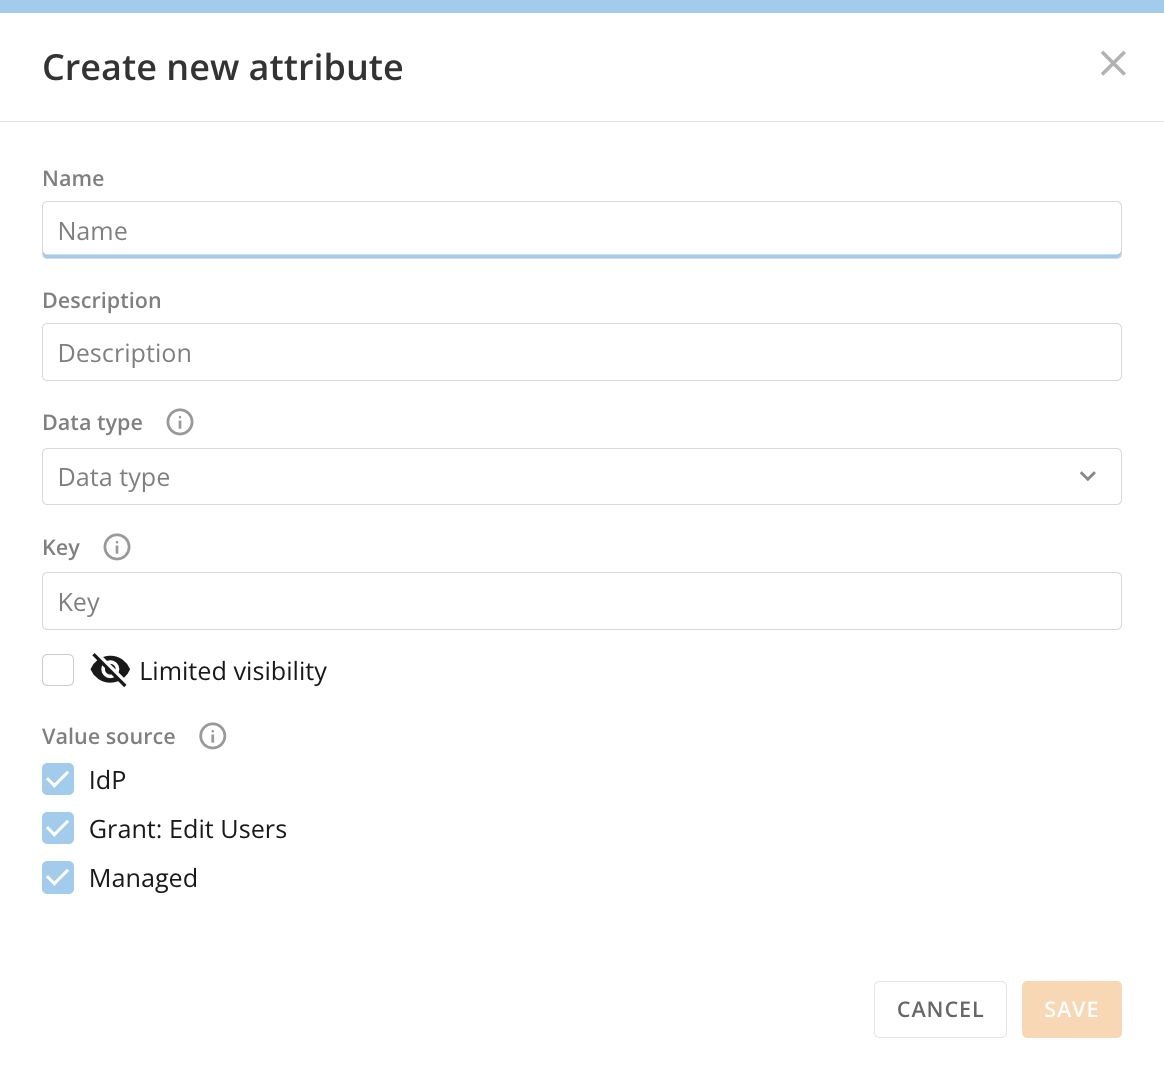 Create new attribute
Name
Name
Description
Description
Data type
Data type
Key
Key
Limited visibility
Value source
IdP
Grant: Edit Users
Managed
CANCEL SAVE